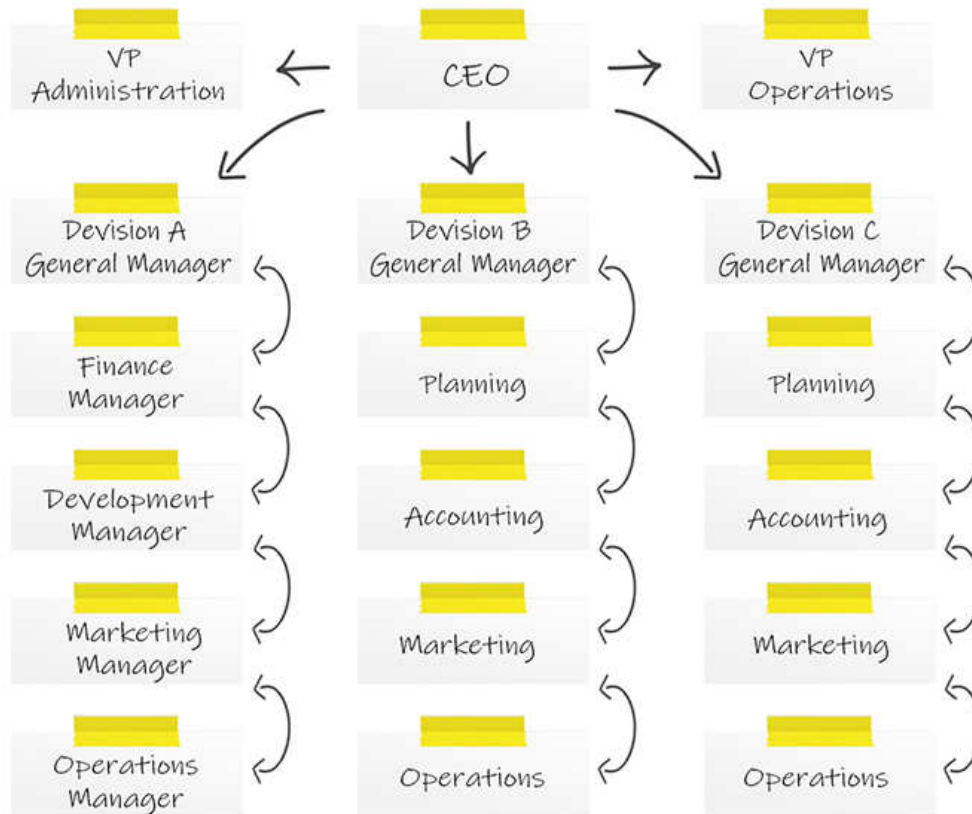 VP
Administration
CEO
VP
Operations
Devision A
General Manager
Devision B
General Manager
Devision C
General Manager
Finance
Manager
Planning
Planning
Development
Manager
Accounting
Accounting
Marketing
Manager
Marketing
Marketing
Operations
Manager
Operations
Operations